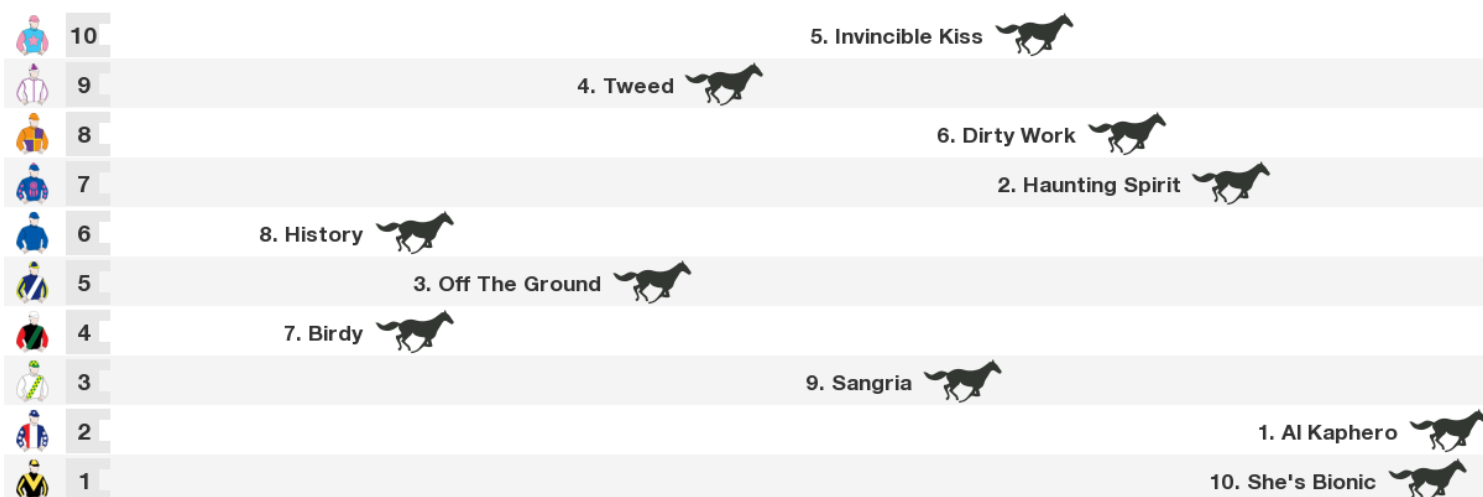 10 5. Invincible Kiss
9 4. Tweed
8 6. Dirty Work
7 2. Haunting Spirit
6 8. History
5 3. Off The Ground
4 7. Birdy
3 9. Sangria
2 1. Al Kaphero
1 10. She's Bionic